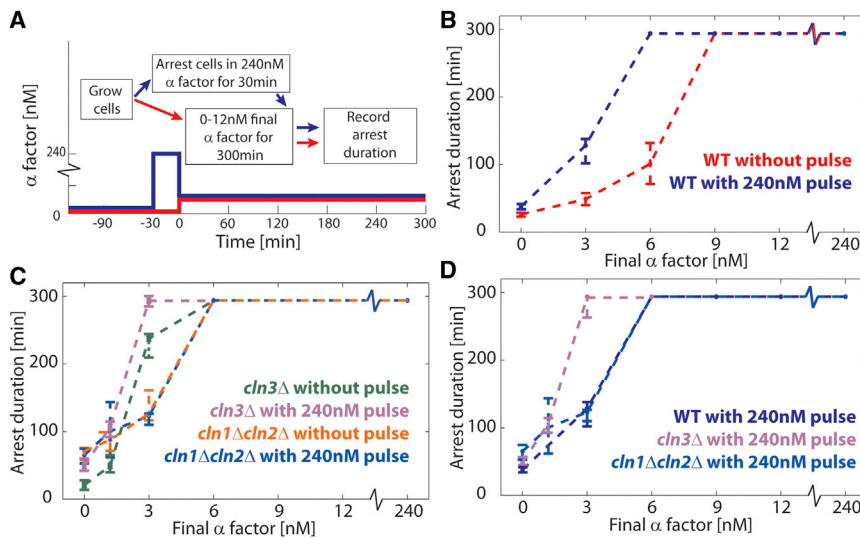 A
α factor [nM]
240
0
Grow
cells
Arrest cells in 240nM
α factor for 30min
0-12nM final
α factor for
300min
Record
arrest
duration
-90
-30
0
60
120
180
240
300
Time [min]
B
Arrest duration [min]
300
200
100
0
WT without pulse
WT with 240nM pulse
0
3
6
9
12
240
Final α factor [nM]
C
Arrest duration [min]
300
200
100
0
cln3Δ without pulse
cln3Δ with 240nM pulse
cln1Δcln2Δ without pulse
cln1Δcln2Δ with 240nM pulse
0
3
6
9
12
240
Final α factor [nM]
D
Arrest duration [min]
300
200
100
0
WT with 240nM pulse
cln3Δ with 240nM pulse
cln1Δcln2Δ with 240nM pulse
0
3
6
9
12
240
Final α factor [nM]